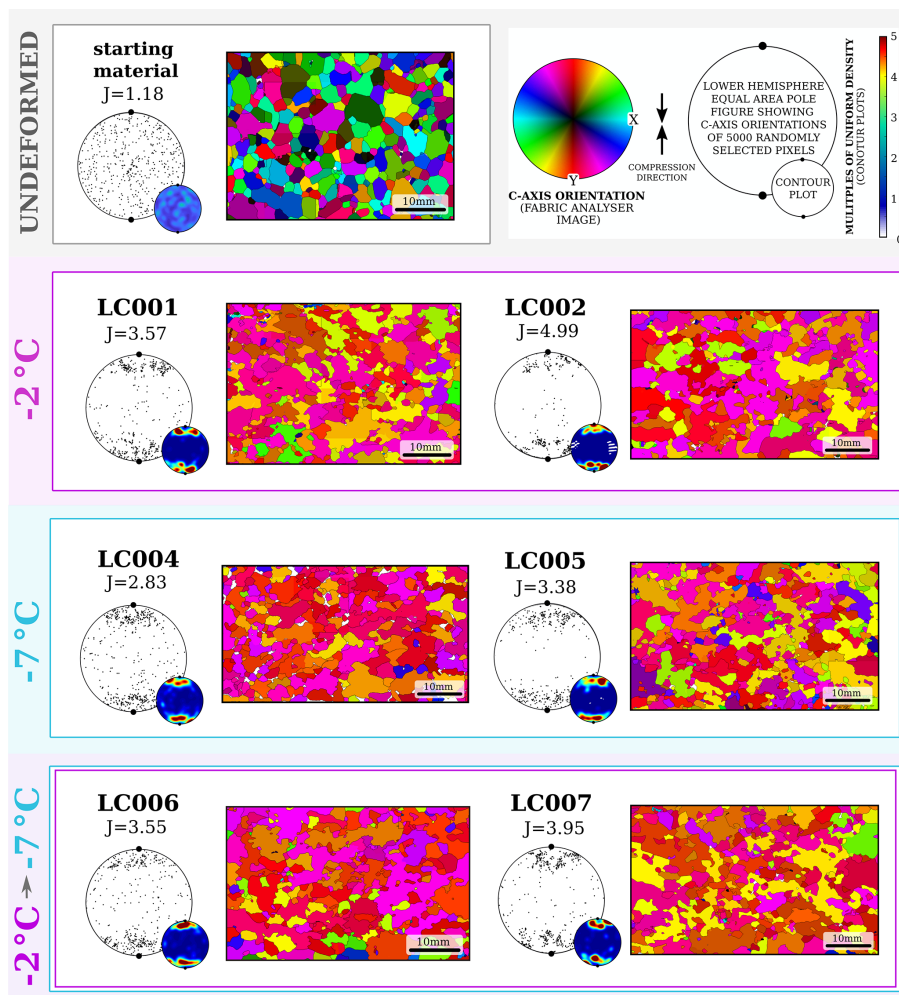 UNDEFORMED
starting
material
J=1.18
10mm
X
Y
C-AXIS ORIENTATION
(FABRIC ANALYSER
IMAGE)
COMPRESSION
DIRECTION
LOWER HEMISPHERE
EQUAL AREA POLE
FIGURE SHOWING
C-AXIS ORIENTATIONS
OF 5000 RANDOMLY
SELECTED PIXELS
CONTOUR
PLOT
MULITPLES OF UNIFORM DENSITY
(CONOTUR PLOTS)
5
4
3
2
1
0
-2°C
LC001
J=3.57
10mm
LC002
J=4.99
10mm
-7°C
LC004
J=2.83
10mm
LC005
J=3.38
10mm
-2°C➛-7°C
LC006
J=3.55
10mm
LC007
J=3.95
10mm